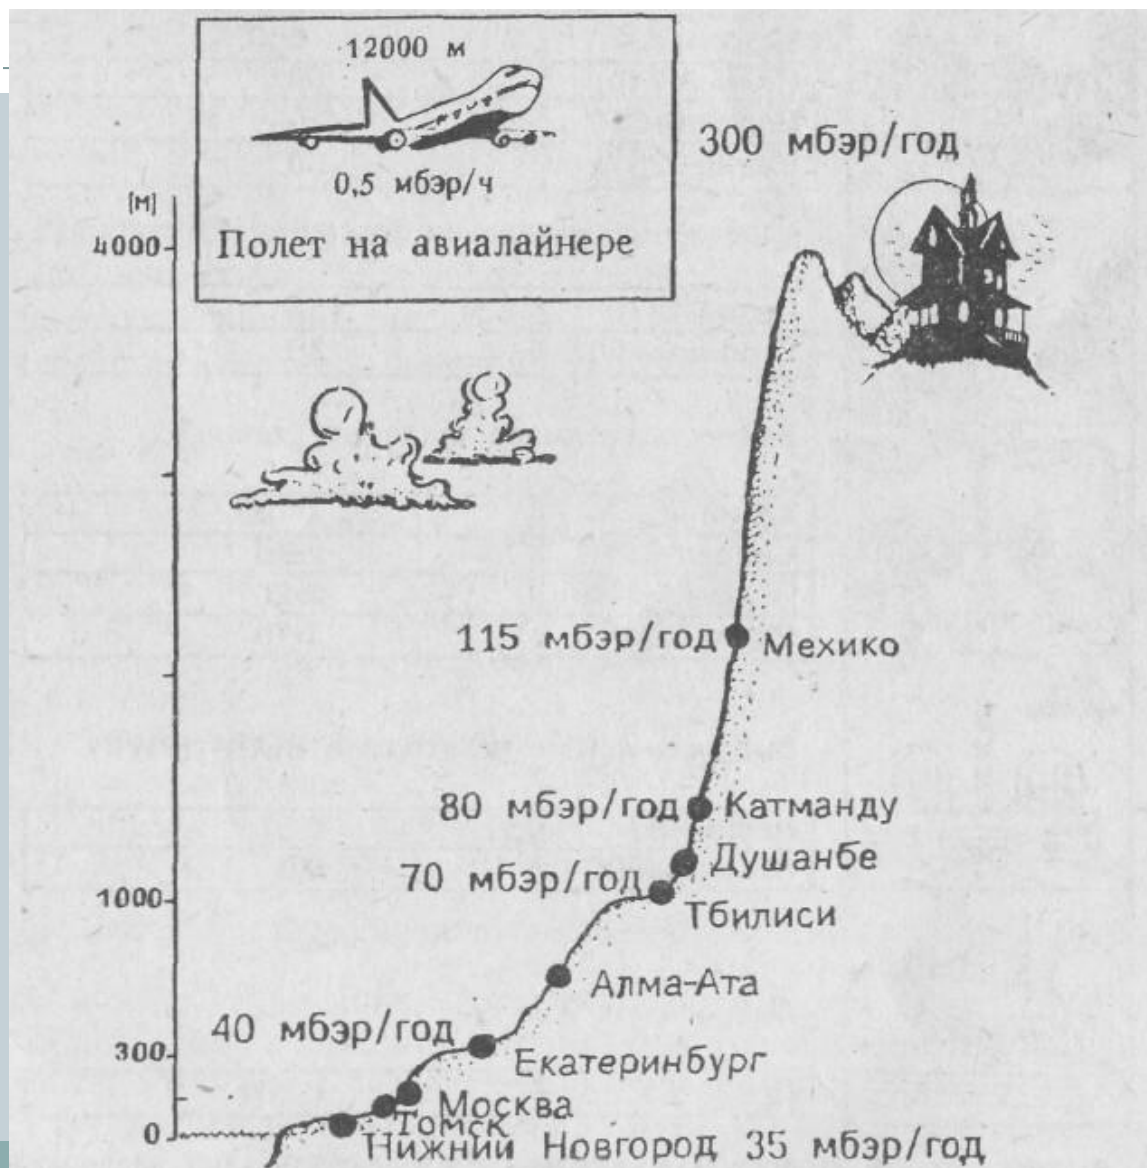 12000 м
0,5 мбэр/ч
Полет на авиалайнере
300 мбэр/год
[м]
4000
115 мбэр/год Мехико
80 мбэр/год Катманду
Душанбе
70 мбэр/год
1000
Тбилиси
Алма-Ата
40 мбэр/год
300
Екатеринбург
Москва
Томск
0
Нижний Новгород 35 мбэр/год